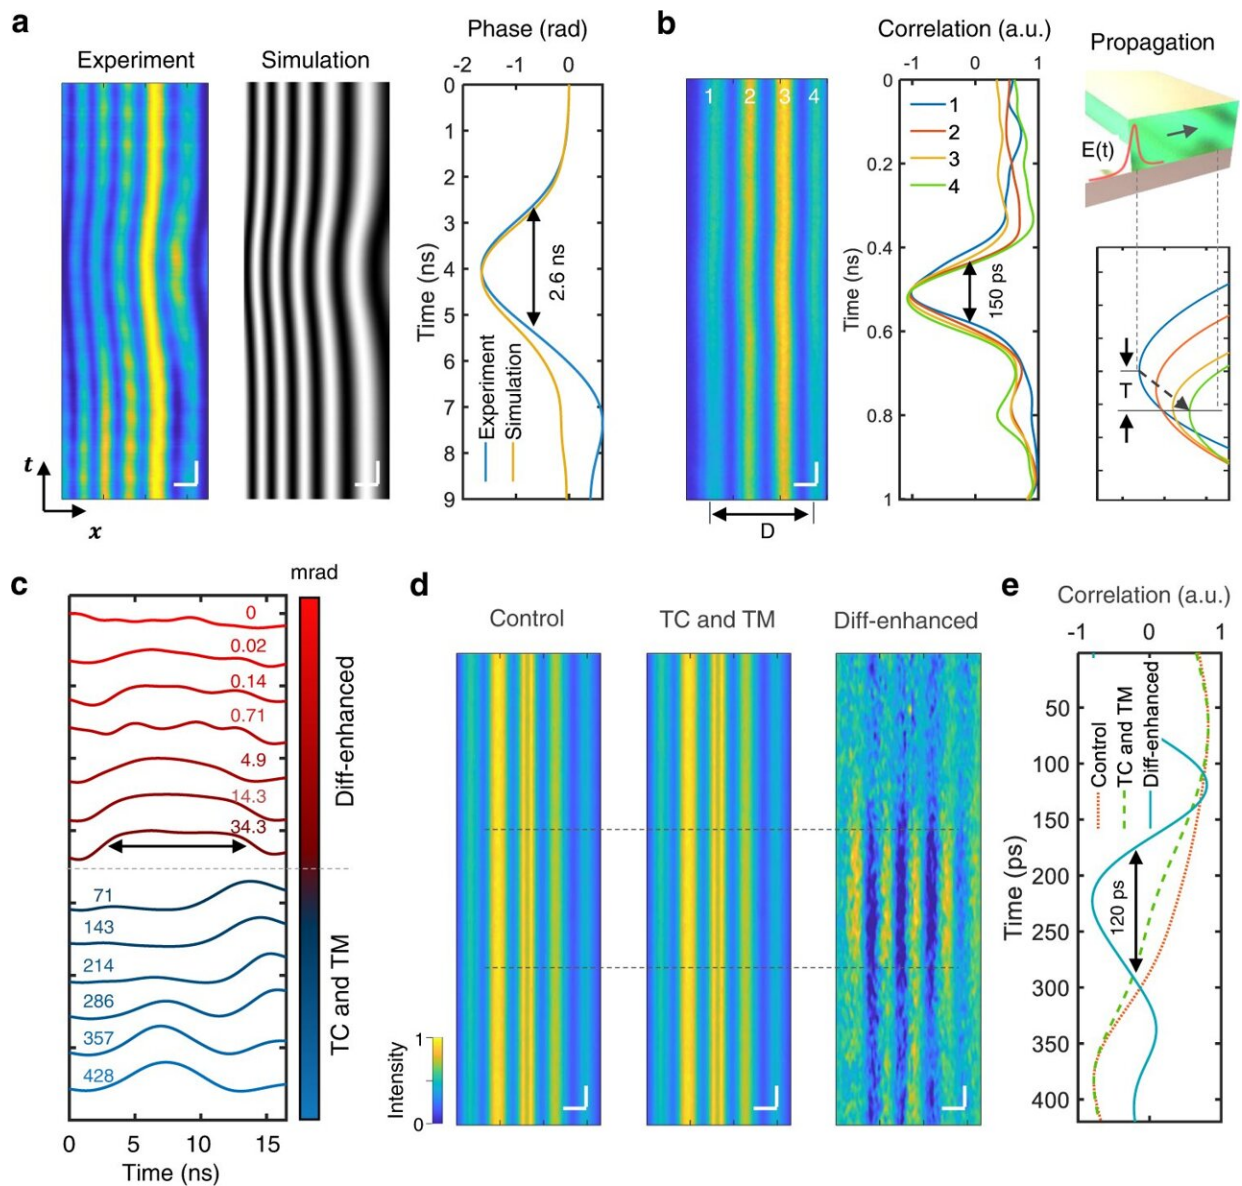 a
Experiment
Simulation
Phase (rad)
-2 -1 0
0
1
2
3
4
5
6
7
8
9
Time (ns)
2.6 ns
Experiment
Simulation
t
x
b
1 2 3 4
D
Correlation (a.u.)
-1 0 1
0
0.2
0.4
0.6
0.8
1
Time (ns)
1
2
3
4
150 ps
Propagation
E(t)
T
c
mrad
0
0.02
0.14
0.71
4.9
14.3
34.3
71
143
214
286
357
428
Diff-enhanced
TC and TM
0 5 10 15
Time (ns)
d
Control
TC and TM
Diff-enhanced
Intensity
1
0
e
Correlation (a.u.)
-1 0 1
50
100
150
200
250
300
350
400
Time (ps)
Control
TC and TM
Diff-enhanced
120 ps